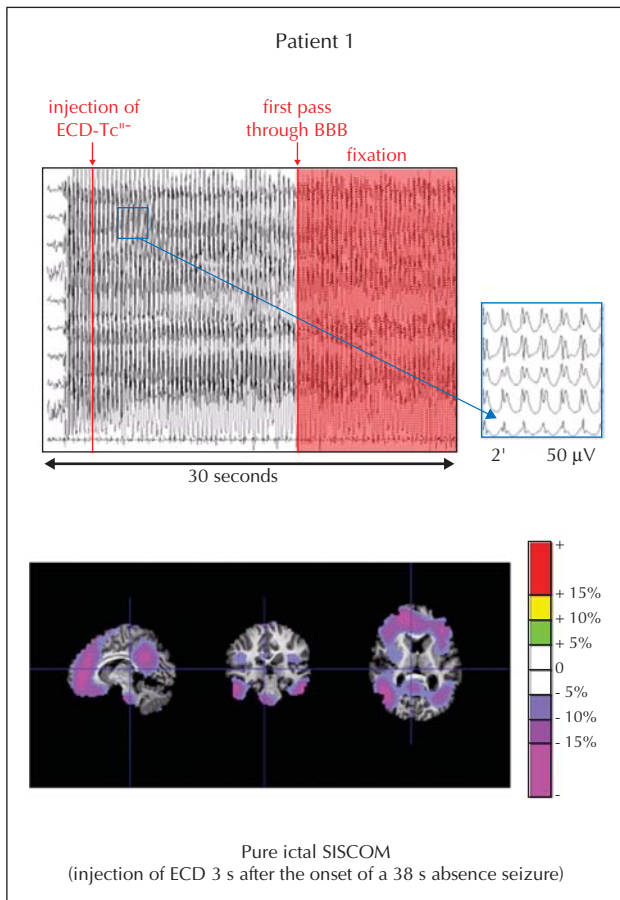 Patient 1
injection of
ECD-Tc"-
first pass
through BBB
fixation
30 seconds
2' 50 µV
+
+ 15%
+ 10%
+ 5%
0
- 5%
- 10%
- 15%
-
Pure ictal SISCOM
(injection of ECD 3 s after the onset of a 38 s absence seizure)